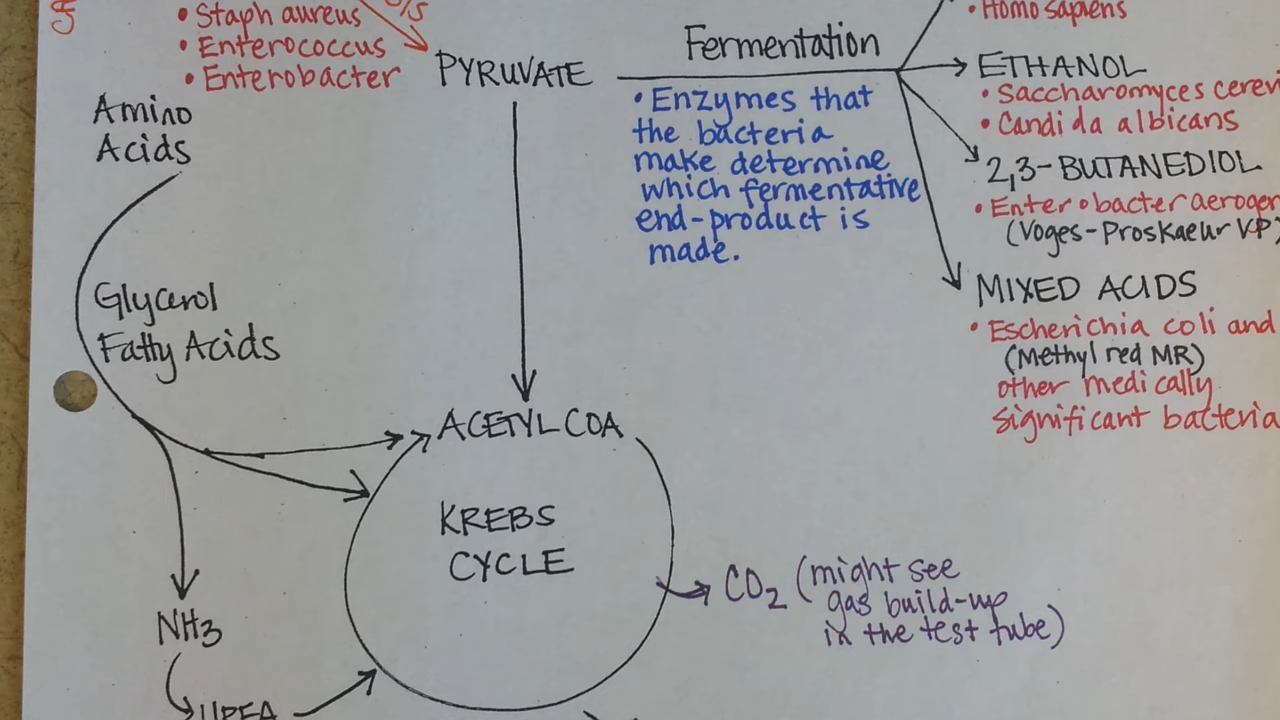 • Staph aureus
• Enterococcus
• Enterobacter
PYRUVATE
Fermentation
• Enzymes that
the bacteria
make determine
which fermentative
end-product is
made.
• Homo sapiens
ETHANOL
• Saccharomyces
• Candida albicans
2,3-BUTANEDIOL
• Enterobacter
(Voges-Proskaeur VP)
MIXED ACIDS
• Escherichia coli and
(Methyl red MR)
other medically
significant bacteria
Amino
Acids
Glycerol
Fatty Acids
ACETYL COA
KREBS
CYCLE
CO2 (might see
gas build-up
in the test tube)
NH3
UREA